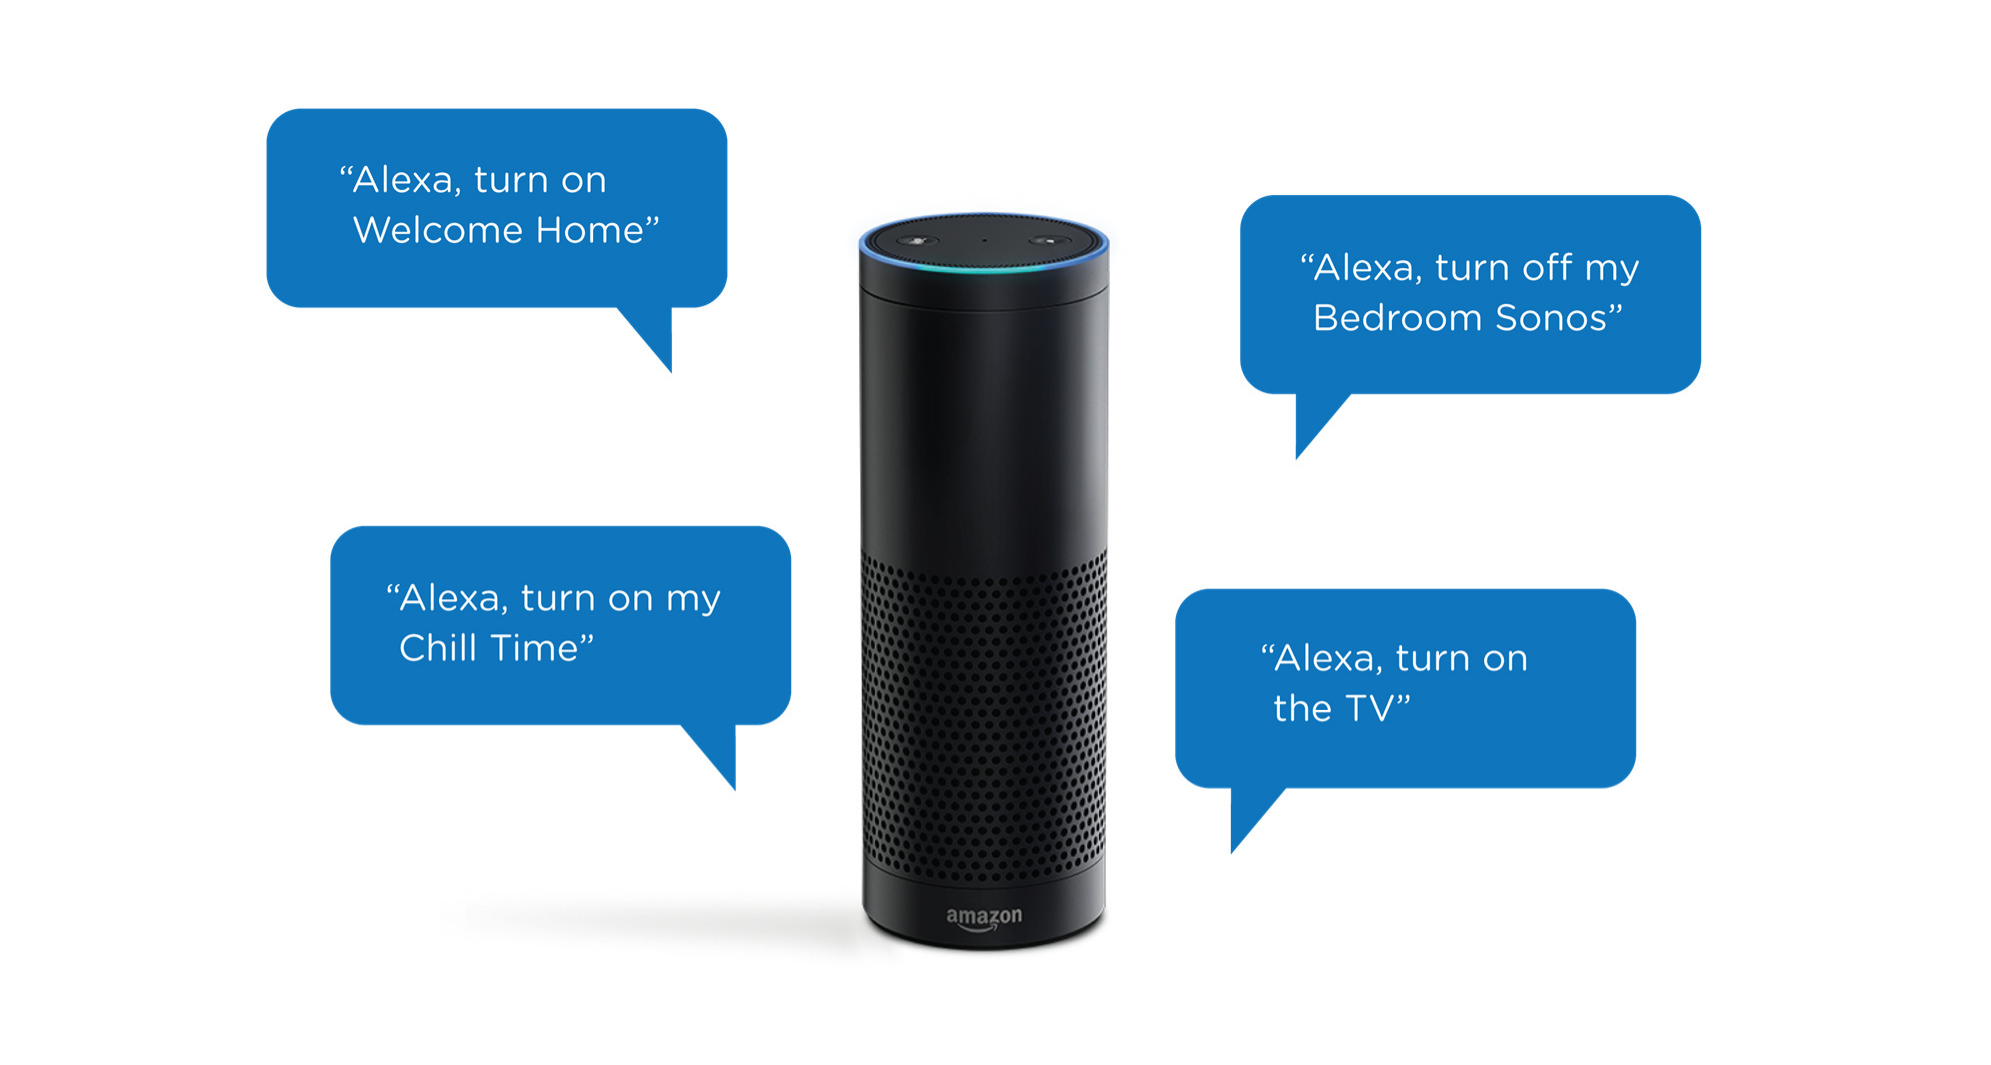 “Alexa, turn on
Welcome Home”
“Alexa, turn off my
Bedroom Sonos”
“Alexa, turn on my
Chill Time”
“Alexa, turn on
the TV”
amazon